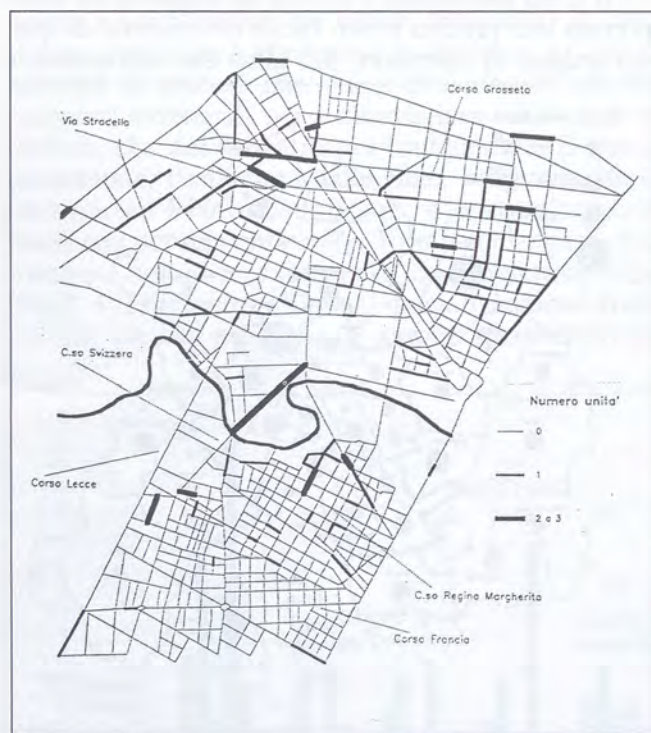 Corso Grosseto
Via Stradella
C.so Svizzera
Numero unita'
0
1
Corso Lecce
2 a 3
C.so Regina Margherita
Corso Francia